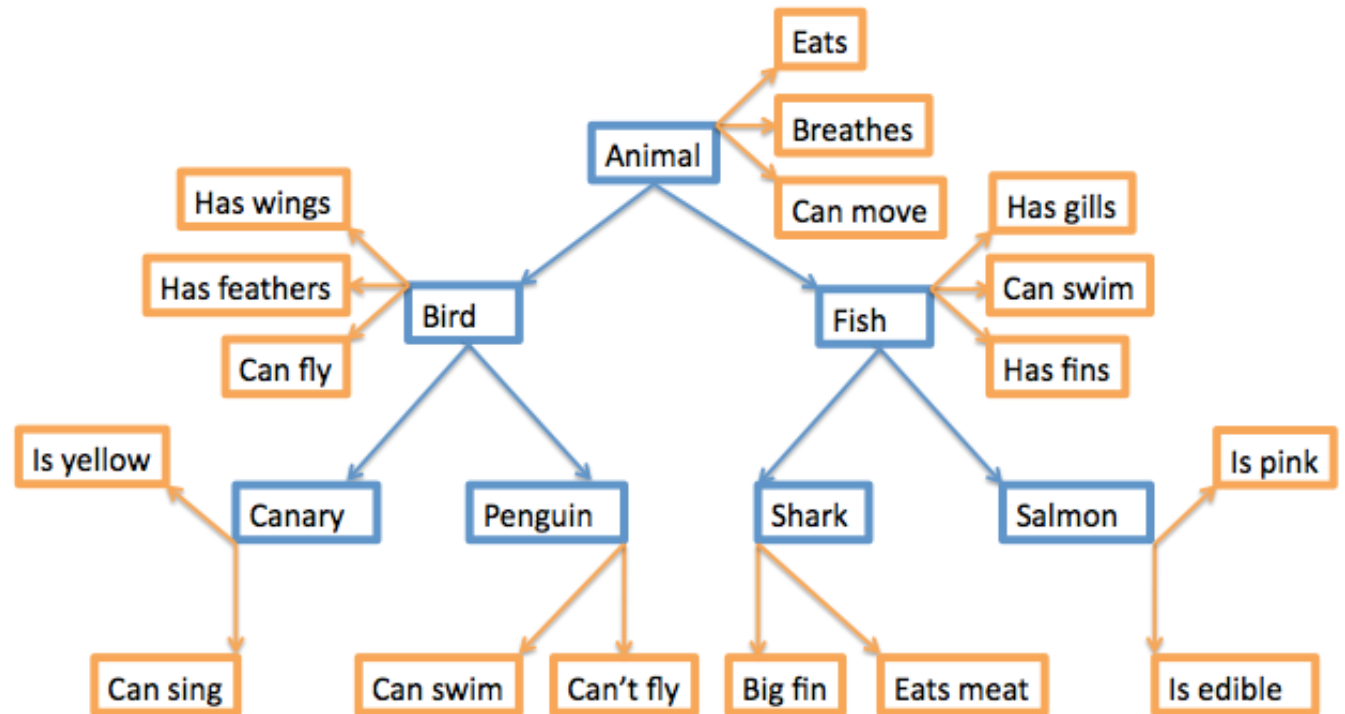 Eats
Breathes
Animal
Can move
Has wings
Has gills
Has feathers
Can swim
Bird
Fish
Can fly
Has fins
Is yellow
Is pink
Canary
Penguin
Shark
Salmon
Can sing
Can swim
Can't fly
Big fin
Eats meat
Is edible